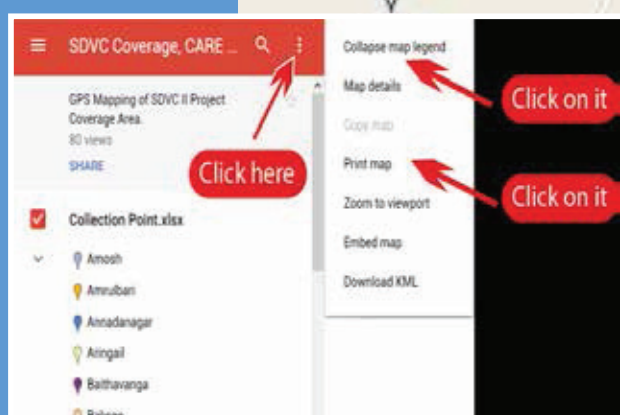 SDVC Coverage, CARE ...
GPS Mapping of SDVC II Project
Coverage Area.
80 views
SHARE
Click here
Collection Point.xlsx
Amosh
Amrulbari
Annadanagar
Aringail
Baithavanga
Collapse map legend
Map details
Copy map
Print map
Zoom to viewport
Embed map
Download KML
Click on it
Click on it